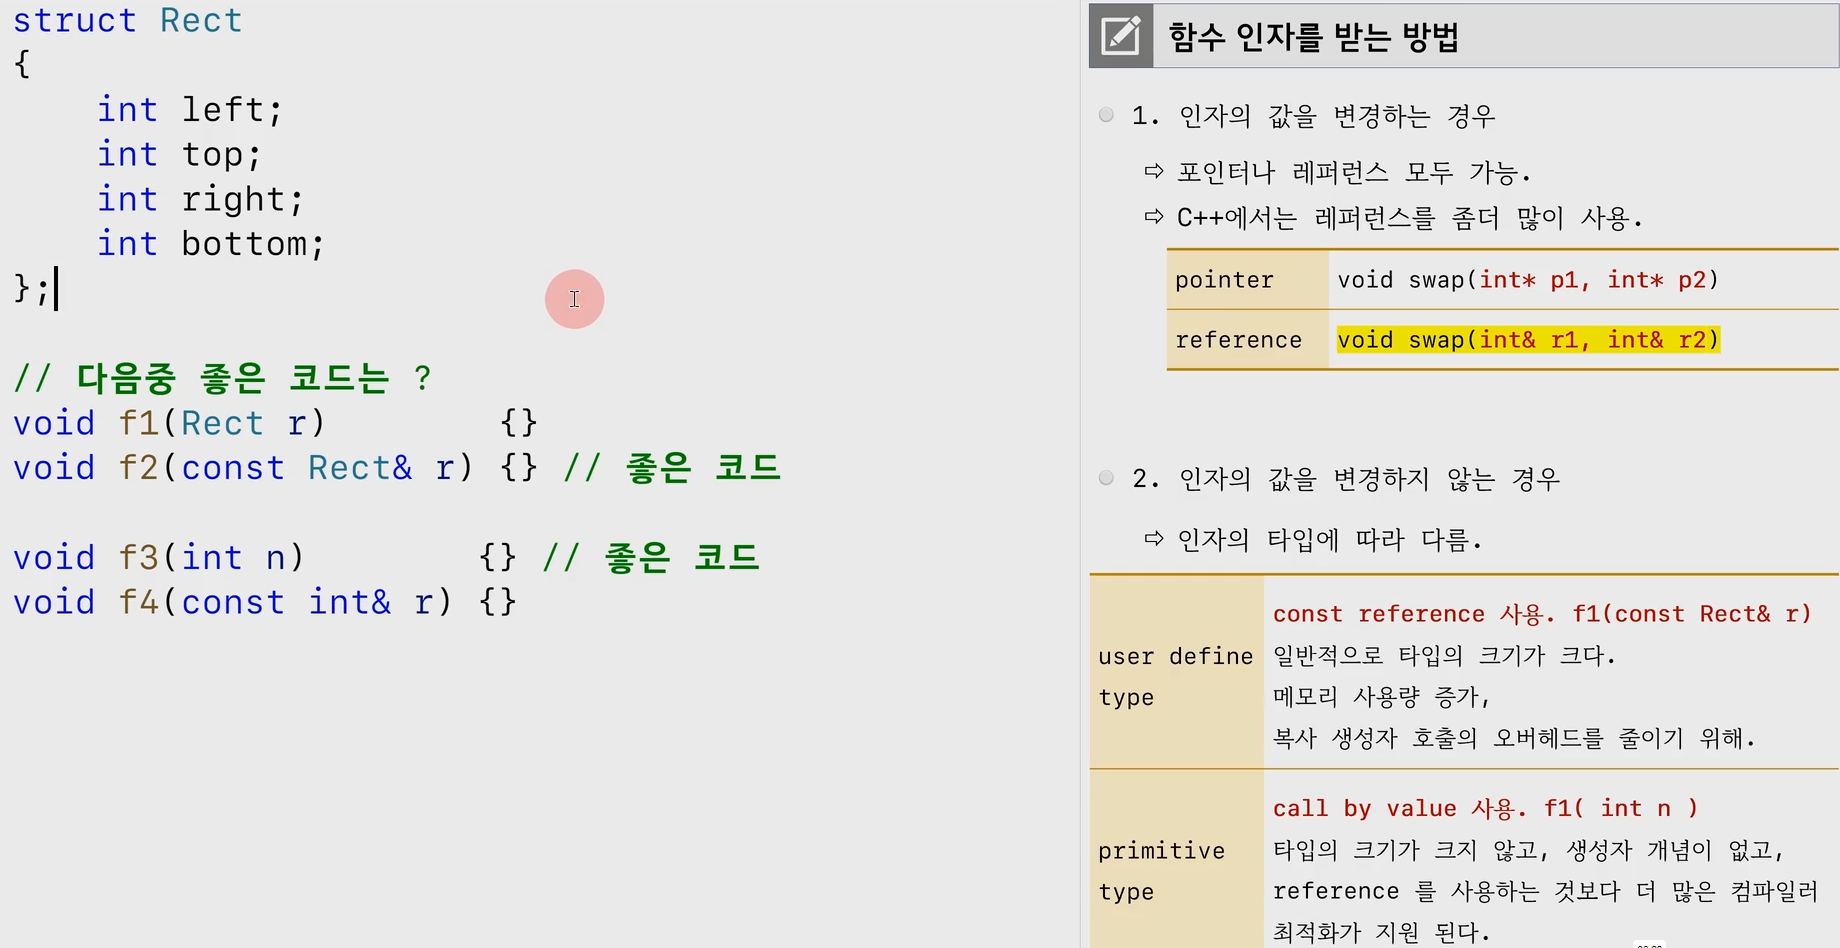 struct Rect
{
int left;
int top;
int right;
int bottom;
};
// 다음중 좋은 코드는 ?
void f1(Rect r) {}
void f2(const Rect& r) {} // 좋은 코드
void f3(int n) {} // 좋은 코드
void f4(const int& r) {}
함수 인자를 받는 방법
1. 인자의 값을 변경하는 경우
⇨ 포인터나 레퍼런스 모두 가능.
⇨ C++에서는 레퍼런스를 좀더 많이 사용.
pointer void swap(int* p1, int* p2)
reference void swap(int& r1, int& r2)
2. 인자의 값을 변경하지 않는 경우
⇨ 인자의 타입에 따라 다름.
user define
type
const reference 사용. f1(const Rect& r)
일반적으로 타입의 크기가 크다.
메모리 사용량 증가,
복사 생성자 호출의 오버헤드를 줄이기 위해.
primitive
type
call by value 사용. f1( int n )
타입의 크기가 크지 않고, 생성자 개념이 없고,
reference 를 사용하는 것보다 더 많은 컴파일러
최적화가 지원 된다.